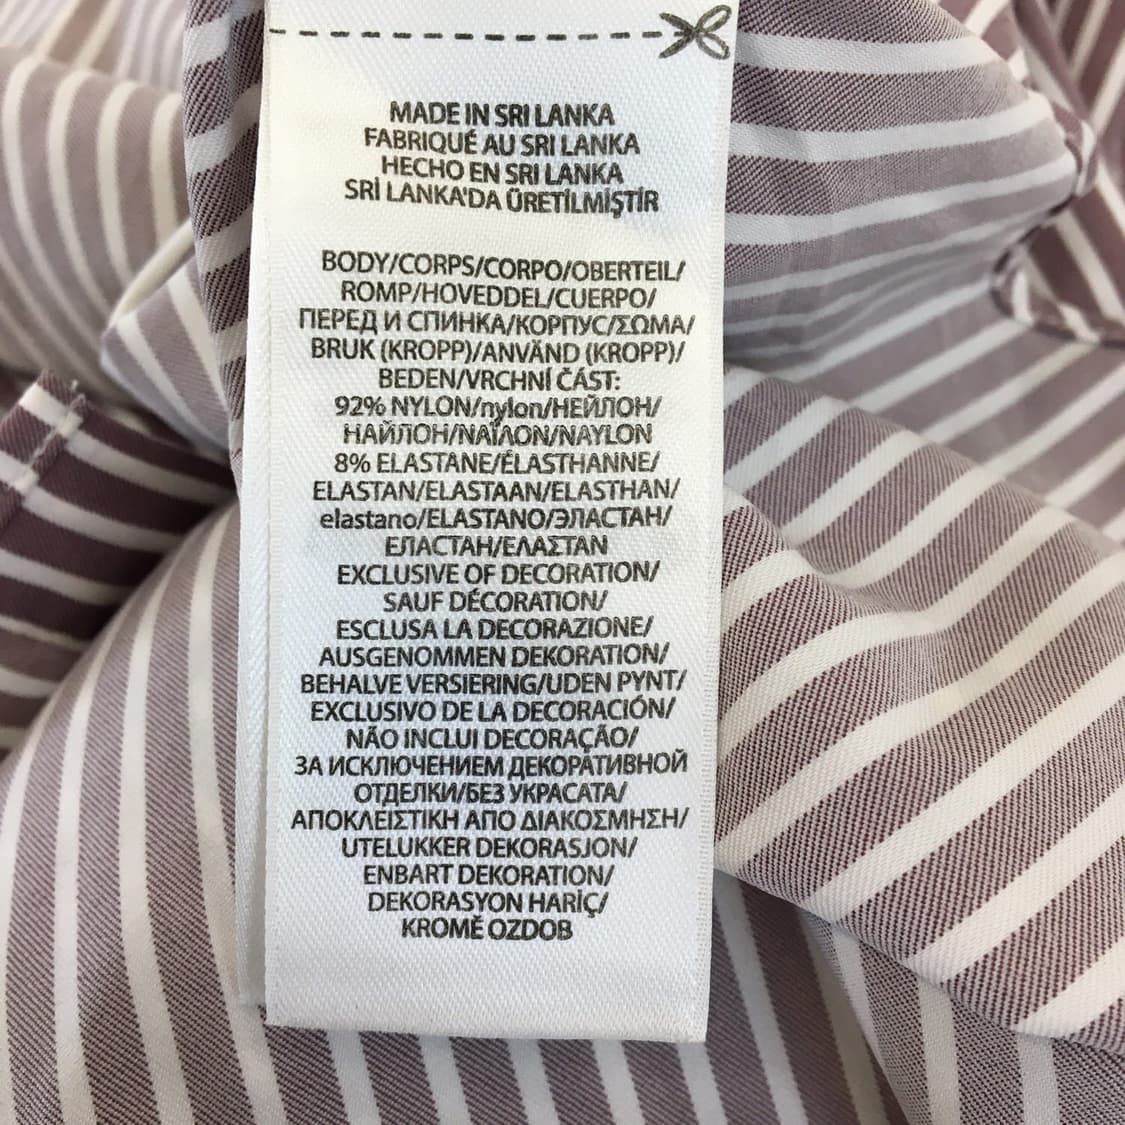 MADE IN SRI LANKA
FABRIQUÉ AU SRI LANKA
HECHO EN SRI LANKA
SRİ LANKA'DA ÜRETİLMİŞTİR
BODY/CORPS/CORPO/OBERTEIL/
ROMP/HOVEDDEL/CUERPO/
ПЕРЕД И СПИНКА/КОРПУС/ΣΩΜΑ/
BRUK (KROPP)/ANVÄND (KROPP)/
BEDEN/VRCHNÍ ČÁST:
92% NYLON/nylon/НЕЙЛОН/
НАЙЛОН/ΝΑΪΛΟΝ/NAYLON
8% ELASTANE/ÉLASTHANNE/
ELASTAN/ELASTAAN/ELASTHAN/
elastano/ELASTANO/ЭЛАСТАН/
ЕЛАСТАН/ΕΛΑΣΤΑΝ
EXCLUSIVE OF DECORATION/
SAUF DÉCORATION/
ESCLUSA LA DECORAZIONE/
AUSGENOMMEN DEKORATION/
BEHALVE VERSIERING/UDEN PYNT/
EXCLUSIVO DE LA DECORACIÓN/
NÃO INCLUI DECORAÇÃO/
ЗА ИСКЛЮЧЕНИЕМ ДЕКОРАТИВНОЙ
ОТДЕЛКИ/БЕЗ УКРАСАТА/
ΑΠΟΚΛΕΙΣΤΙΚΗ ΑΠΟ ΔΙΑΚΟΣΜΗΣΗ/
UTELUKKER DEKORASJON/
ENBART DEKORATION/
DEKORASYON HARİÇ/
KROMĚ OZDOB